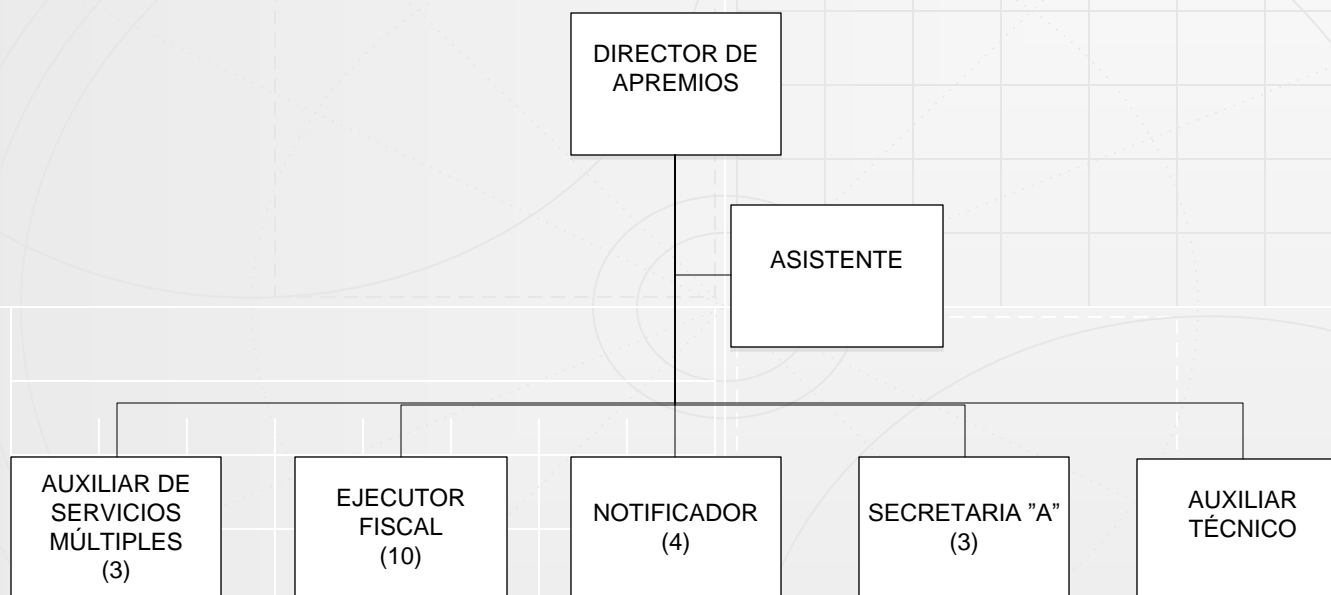 DIRECTOR DE
APREMIOS
ASISTENTE
AUXILIAR DE
SERVICIOS
MÚLTIPLES
(3)
EJECUTOR
FISCAL
(10)
NOTIFICADOR
(4)
SECRETARIA ”A”
(3)
AUXILIAR
TÉCNICO